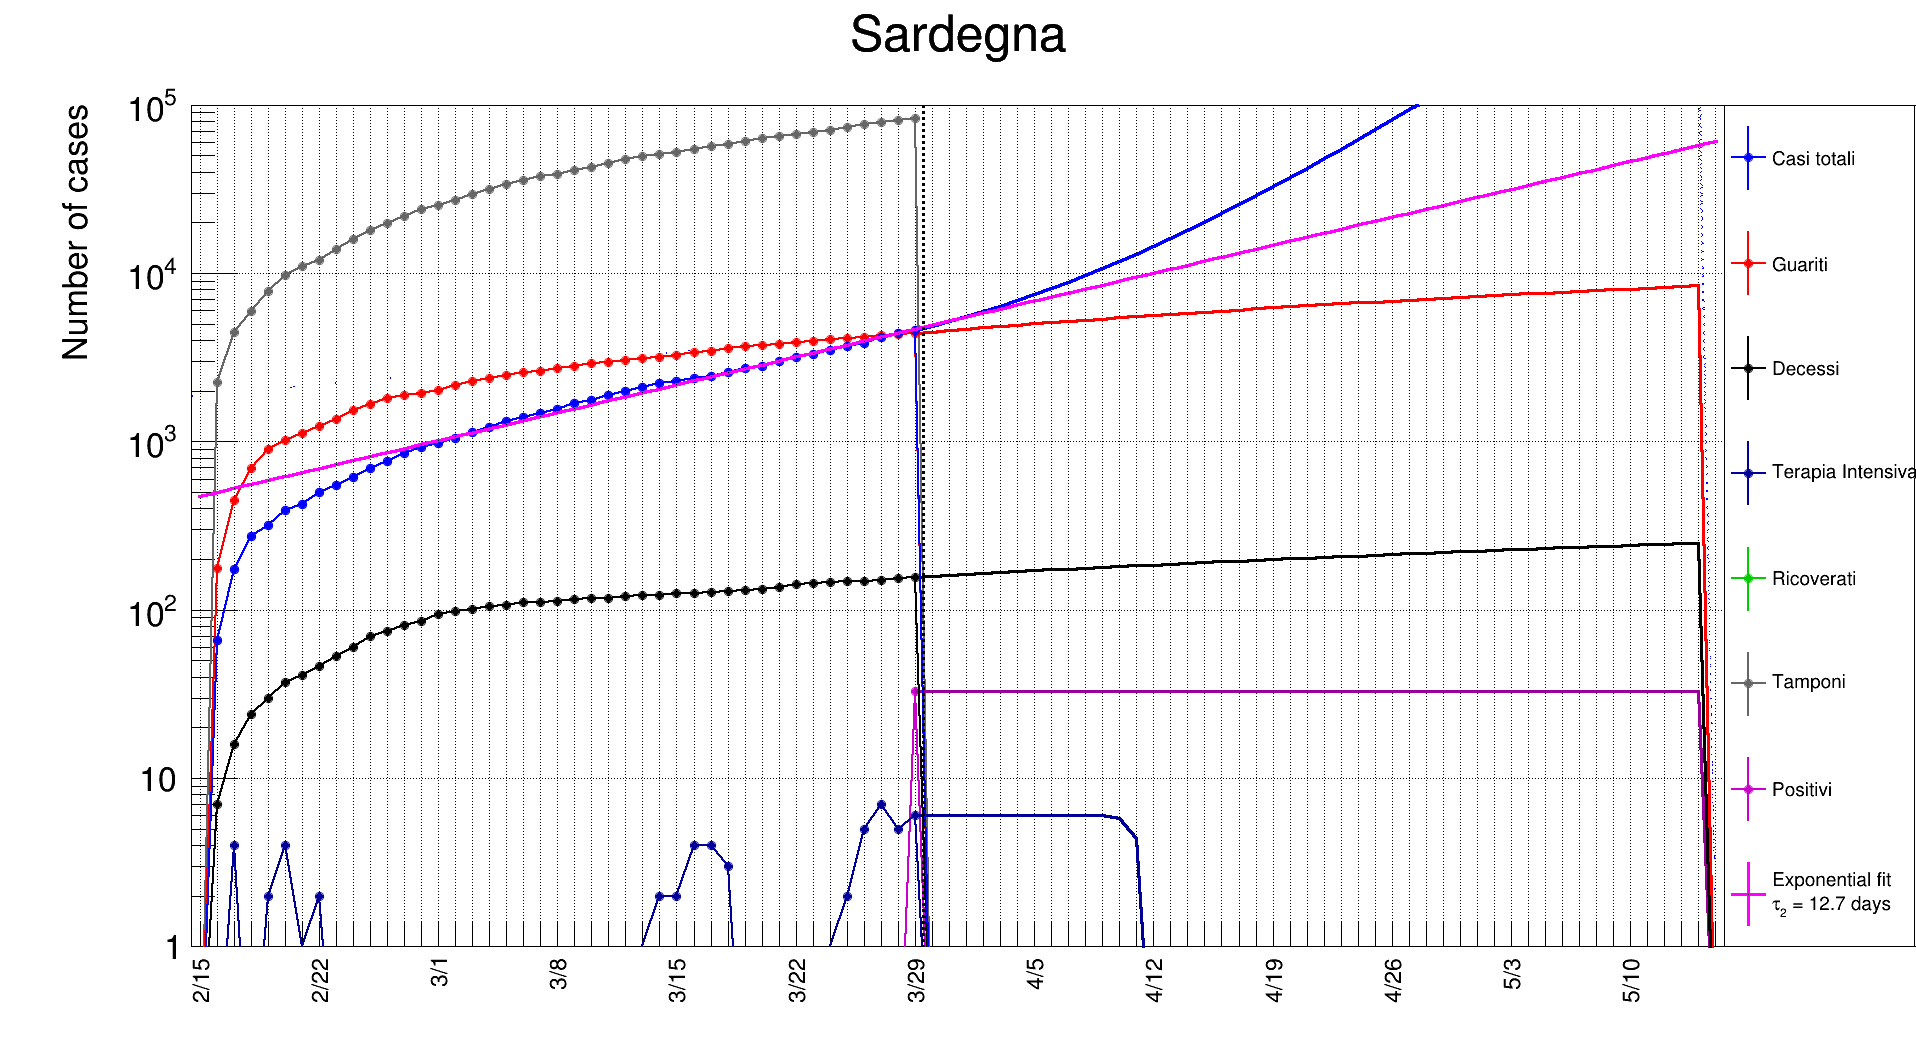 Sardegna
Number of cases
10^5
10^4
10^3
10^2
10
1
2/15
2/22
3/1
3/8
3/15
3/22
3/29
4/5
4/12
4/19
4/26
5/3
5/10
Casi totali
Guariti
Decessi
Terapia Intensiva
Ricoverati
Tamponi
Positivi
Exponential fit
τ_2 = 12.7 days